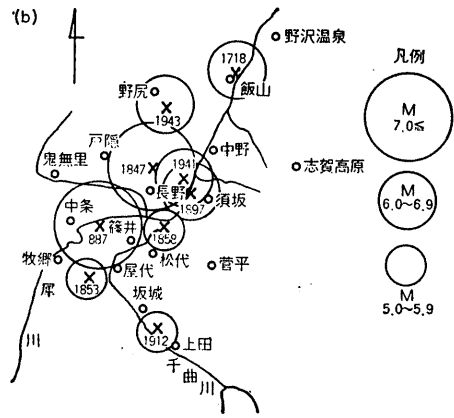 (b)
野沢温泉
1718
飯山
凡例
野尻
1943
M
7.0≤
戸隠
1941
中野
鬼無里
1847
志賀高原
長野
須坂
1897
M
6.0~6.9
中条
篠井
1858
887
松代
牧郷
屋代
菅平
犀
1853
坂城
M
5.0~5.9
川
1912
上田
千曲川